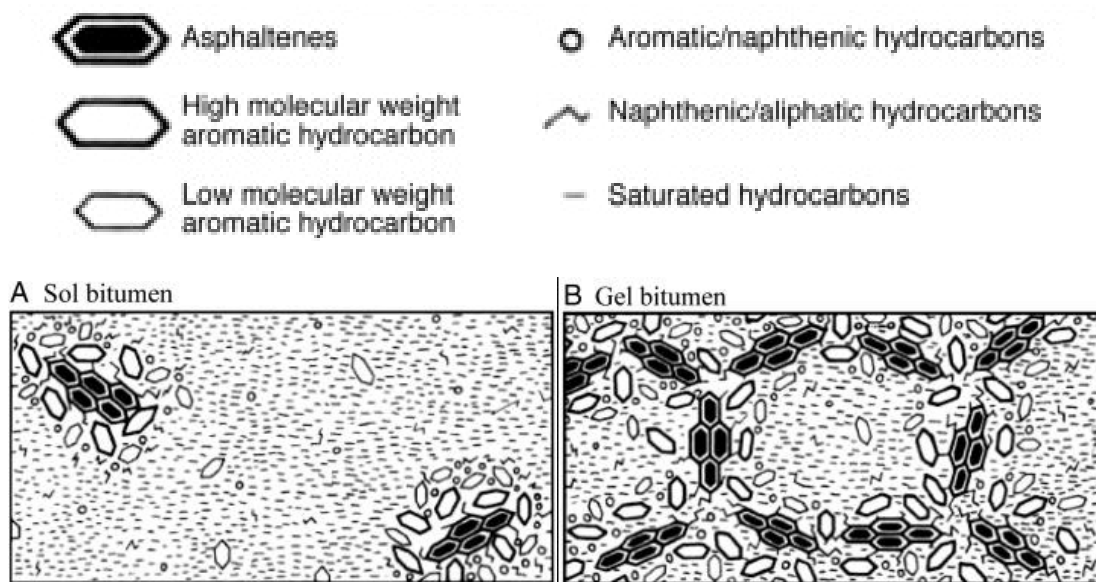 Asphaltenes
High molecular weight
aromatic hydrocarbon
Low molecular weight
aromatic hydrocarbon
Aromatic/naphthenic hydrocarbons
Naphthenic/aliphatic hydrocarbons
Saturated hydrocarbons
A Sol bitumen
B Gel bitumen